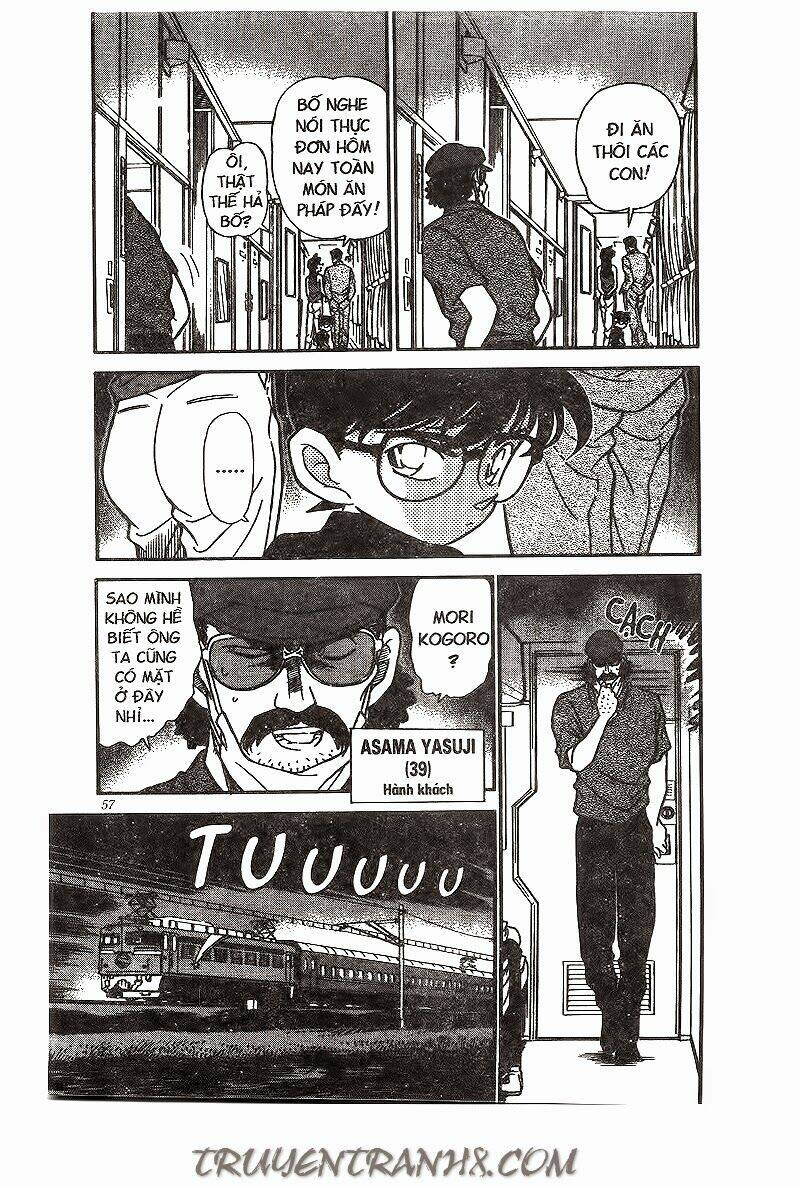 ĐI ĂN
THÔI CÁC
CON!
BỐ NGHE
NÓI THỰC
ĐƠN HÔM
NAY TOÀN
MÓN ĂN
PHÁP ĐẤY!
ÔI,
THẬT
THẾ HẢ
BỐ?
......
CẠCH
MORI
KOGORO
?
SAO MÌNH
KHÔNG HỀ
BIẾT ÔNG
TA CŨNG
CÓ MẶT
Ở ĐÂY
NHỈ...
ASAMA YASUJI
(39)
Hành khách
57
TUUUUU
TRUYENTRANH8.COM